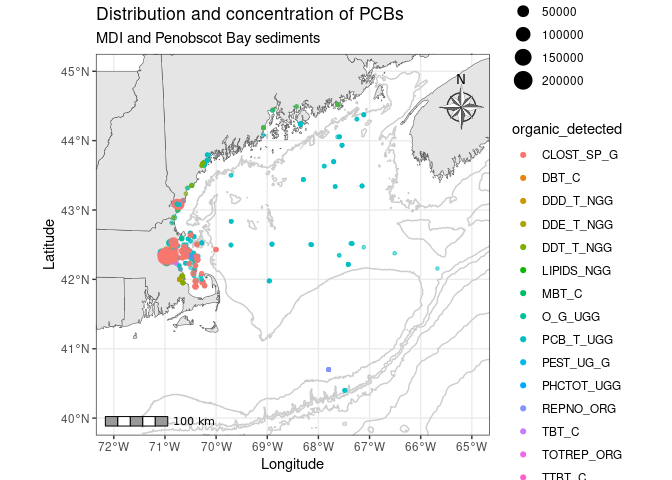 Distribution and concentration of PCBs
MDI and Penobscot Bay sediments
45°N
44°N
43°N
42°N
41°N
40°N
Latitude
N
100 km
72°W
71°W
70°W
69°W
68°W
67°W
66°W
65°W
Longitude
50000
100000
150000
200000
organic_detected
CLOST_SP_G
DBT_C
DDD_T_NGG
DDE_T_NGG
DDT_T_NGG
LIPIDS_NGG
MBT_C
O_G_UGG
PCB_T_UGG
PEST_UG_G
PHCTOT_UGG
REPNO_ORG
TBT_C
TOTREP_ORG
TTBT_C